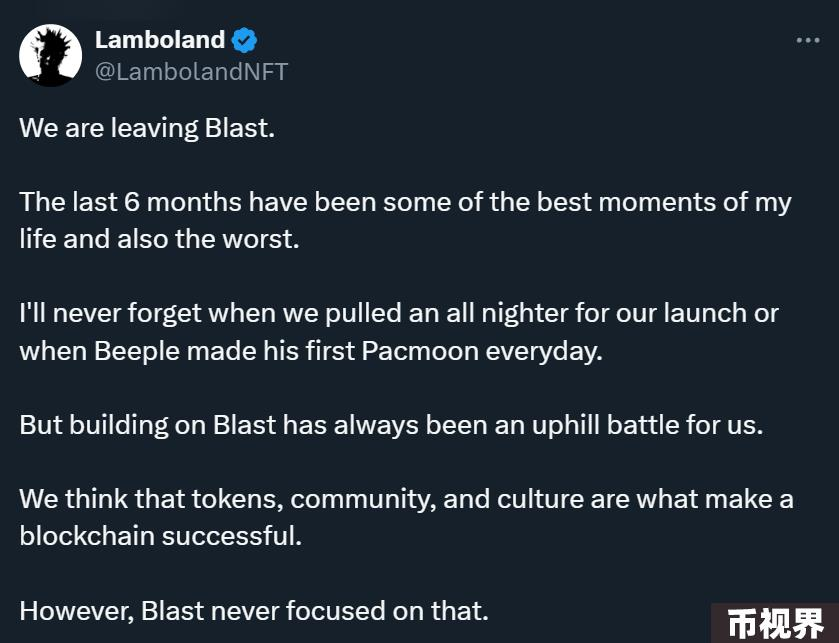 Lamboland
@LambolandNFT
We are leaving Blast.
The last 6 months have been some of the best moments of my
life and also the worst.
I'll never forget when we pulled an all nighter for our launch or
when Beeple made his first Pacmoon everyday.
But building on Blast has always been an uphill battle for us.
We think that tokens, community, and culture are what make a
blockchain successful.
However, Blast never focused on that.
币视界